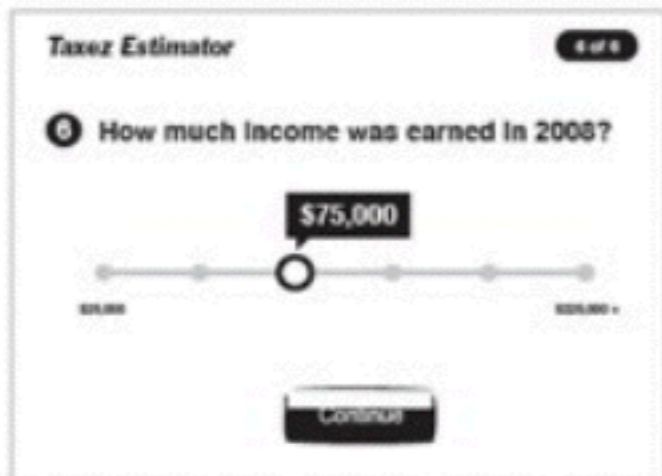 Taxez Estimator
6 of 6
6 How much income was earned in 2008?
$75,000
Continue